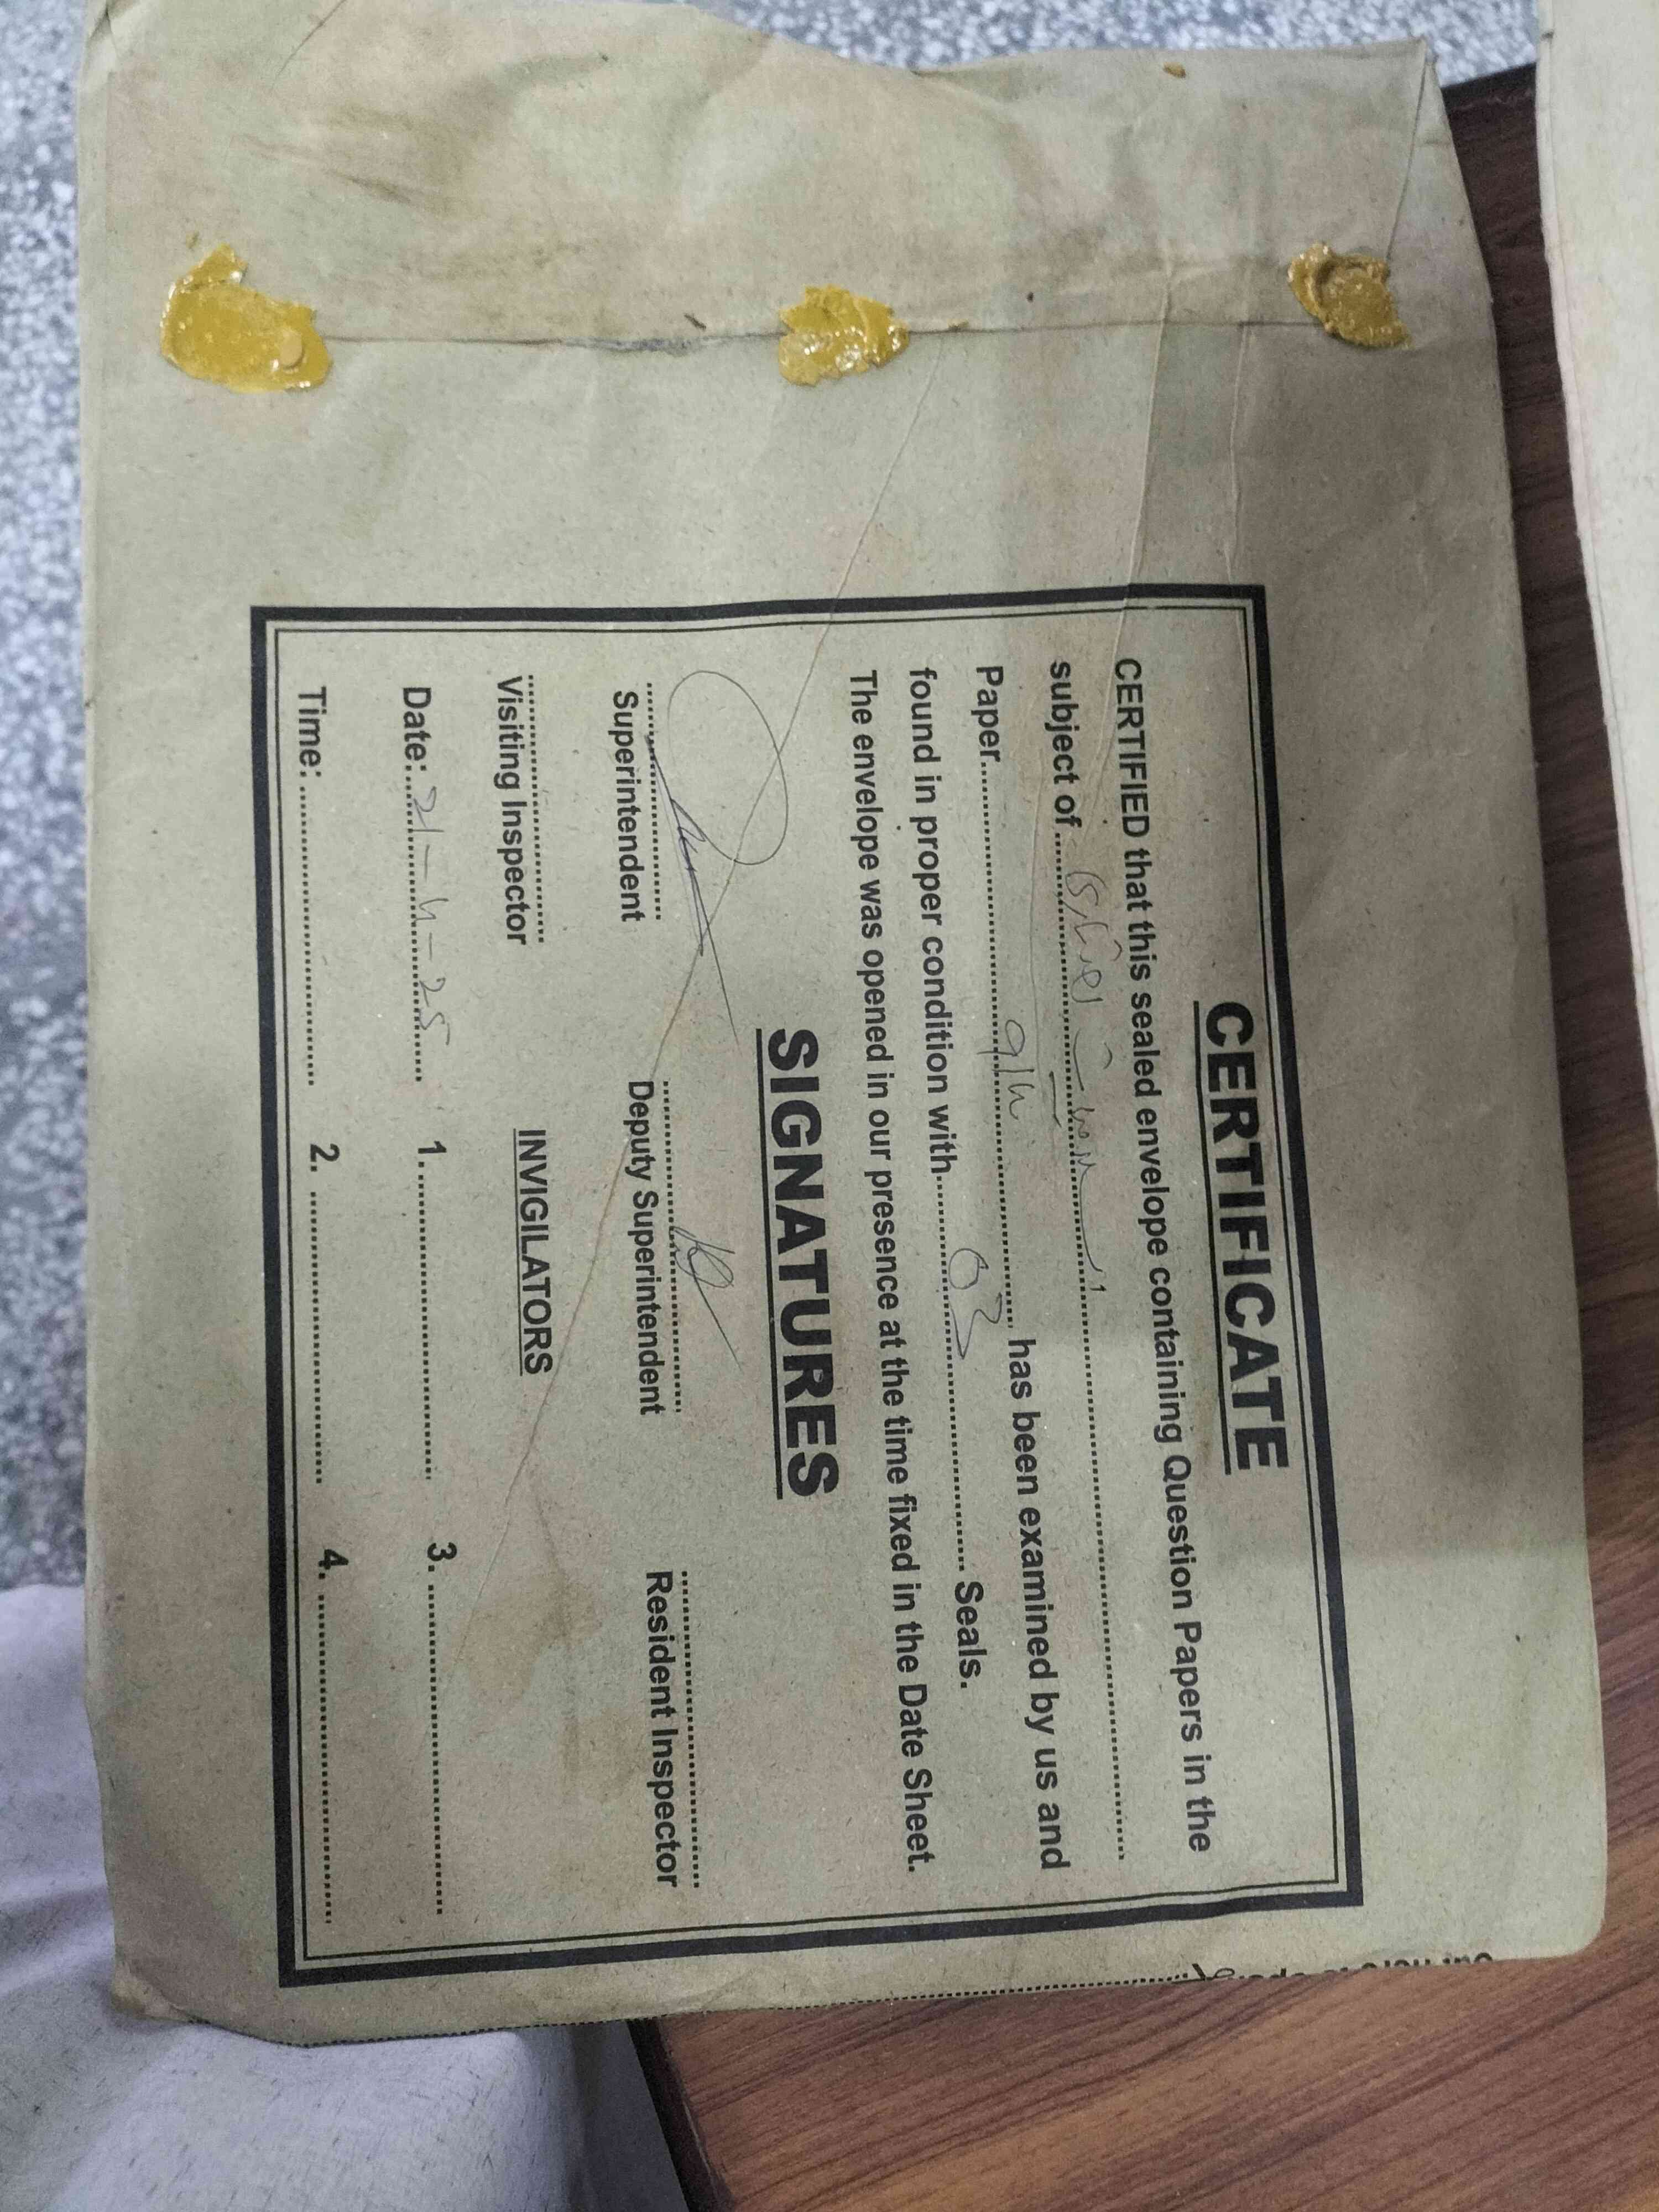 CERTIFICATE
CERTIFIED that this sealed envelope containing Question Papers in the
subject of
Paper 9th has been examined by us and
found in proper condition with 03 Seals.
The envelope was opened in our presence at the time fixed in the Date Sheet.
SIGNATURES
Superintendent Deputy Superintendent Resident Inspector
Visiting Inspector INVIGILATORS
Date: 21-4-25 1. 3.
Time: 2. 4.